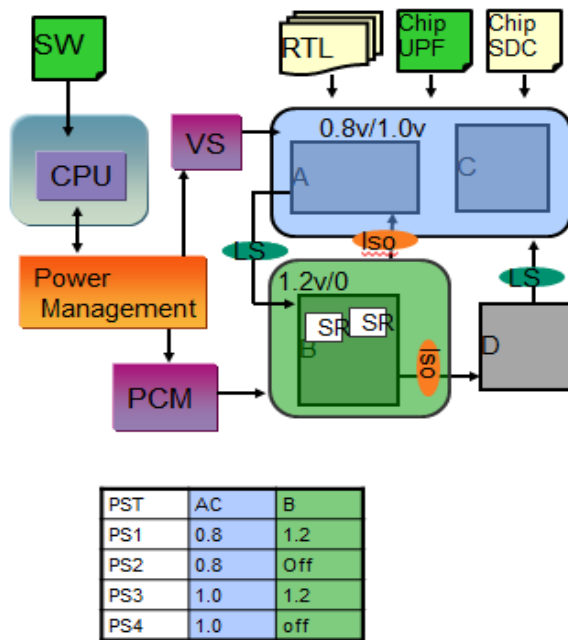 SW
RTL
Chip
UPF
Chip
SDC
VS
0.8v/1.0v
CPU
A
C
LS
Iso
LS
Power
Management
1.2v/0
SR
SR
B
Iso
D
PCM
PST AC B
PS1 0.8 1.2
PS2 0.8 Off
PS3 1.0 1.2
PS4 1.0 off